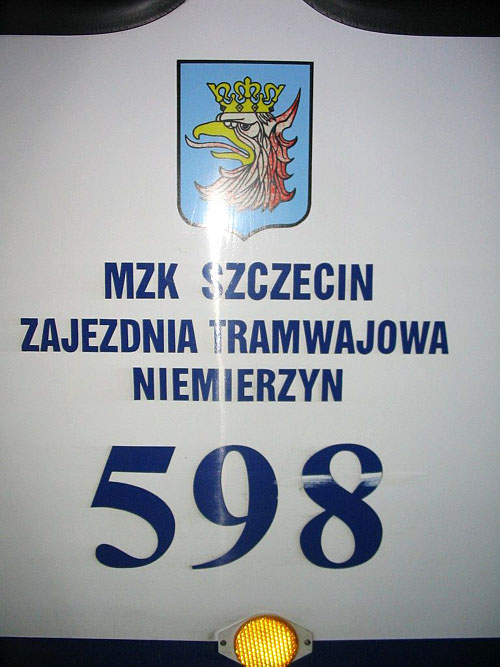 MZK SZCZECIN
ZAJEZDNIA TRAMWAJOWA
NIEMIERZYN
598